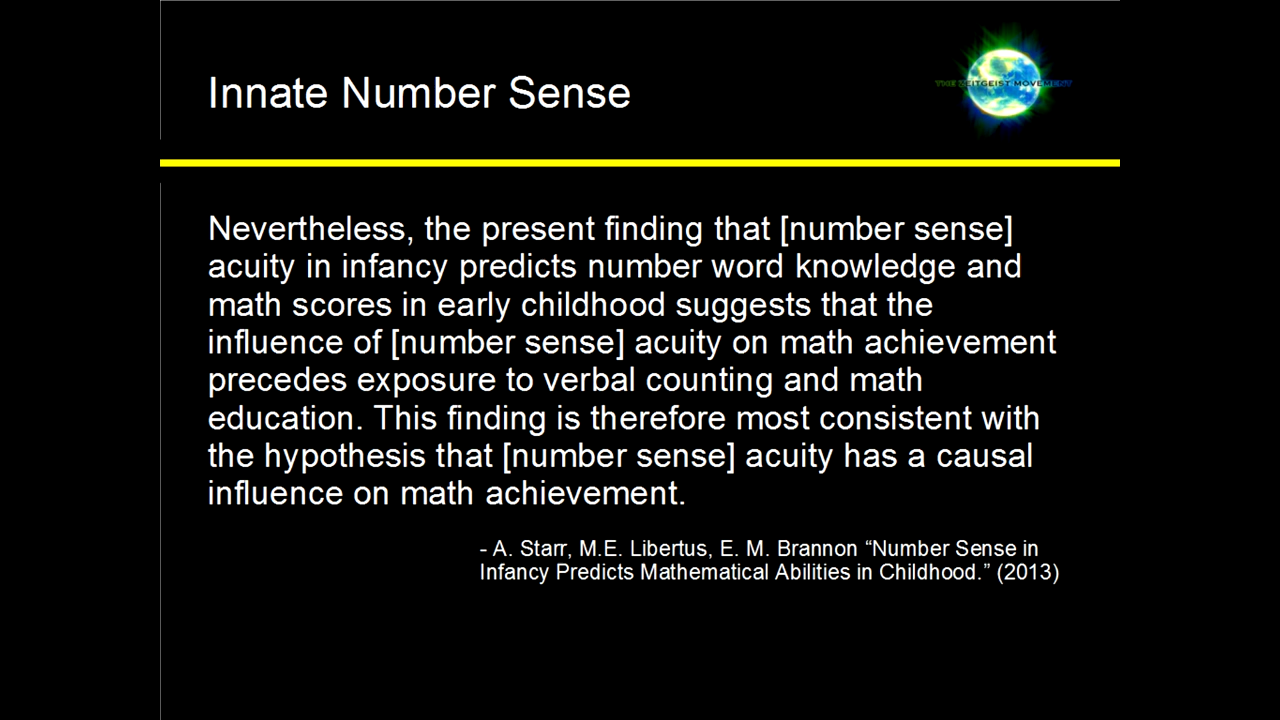 Innate Number Sense
THE ZEITGEIST MOVEMENT
Nevertheless, the present finding that [number sense]
acuity in infancy predicts number word knowledge and
math scores in early childhood suggests that the
influence of [number sense] acuity on math achievement
precedes exposure to verbal counting and math
education. This finding is therefore most consistent with
the hypothesis that [number sense] acuity has a causal
influence on math achievement.
- A. Starr, M.E. Libertus, E. M. Brannon “Number Sense in
Infancy Predicts Mathematical Abilities in Childhood.” (2013)